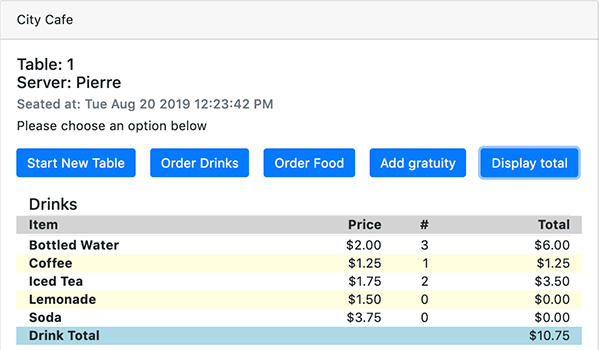 City Cafe
Table: 1
Server: Pierre
Seated at: Tue Aug 20 2019 12:23:42 PM
Please choose an option below
Start New Table Order Drinks Order Food Add gratuity Display total
Drinks
Item Price # Total
Bottled Water $2.00 3 $6.00
Coffee $1.25 1 $1.25
Iced Tea $1.75 2 $3.50
Lemonade $1.50 0 $0.00
Soda $3.75 0 $0.00
Drink Total $10.75